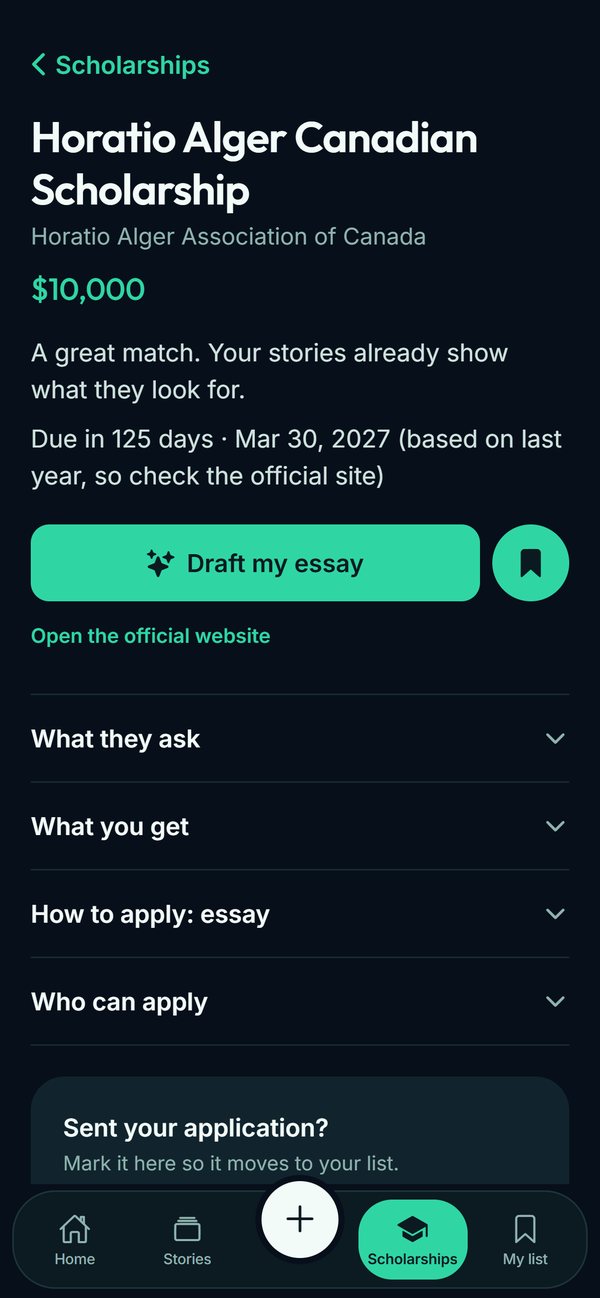 Scholarships
Horatio Alger Canadian
Scholarship
Horatio Alger Association of Canada
$10,000
A great match. Your stories already show
what they look for.
Due in 125 days · Mar 30, 2027 (based on last
year, so check the official site)
Draft my essay
Open the official website
What they ask
What you get
How to apply: essay
Who can apply
Sent your application?
Mark it here so it moves to your list.
Home
Stories
Scholarships
My list